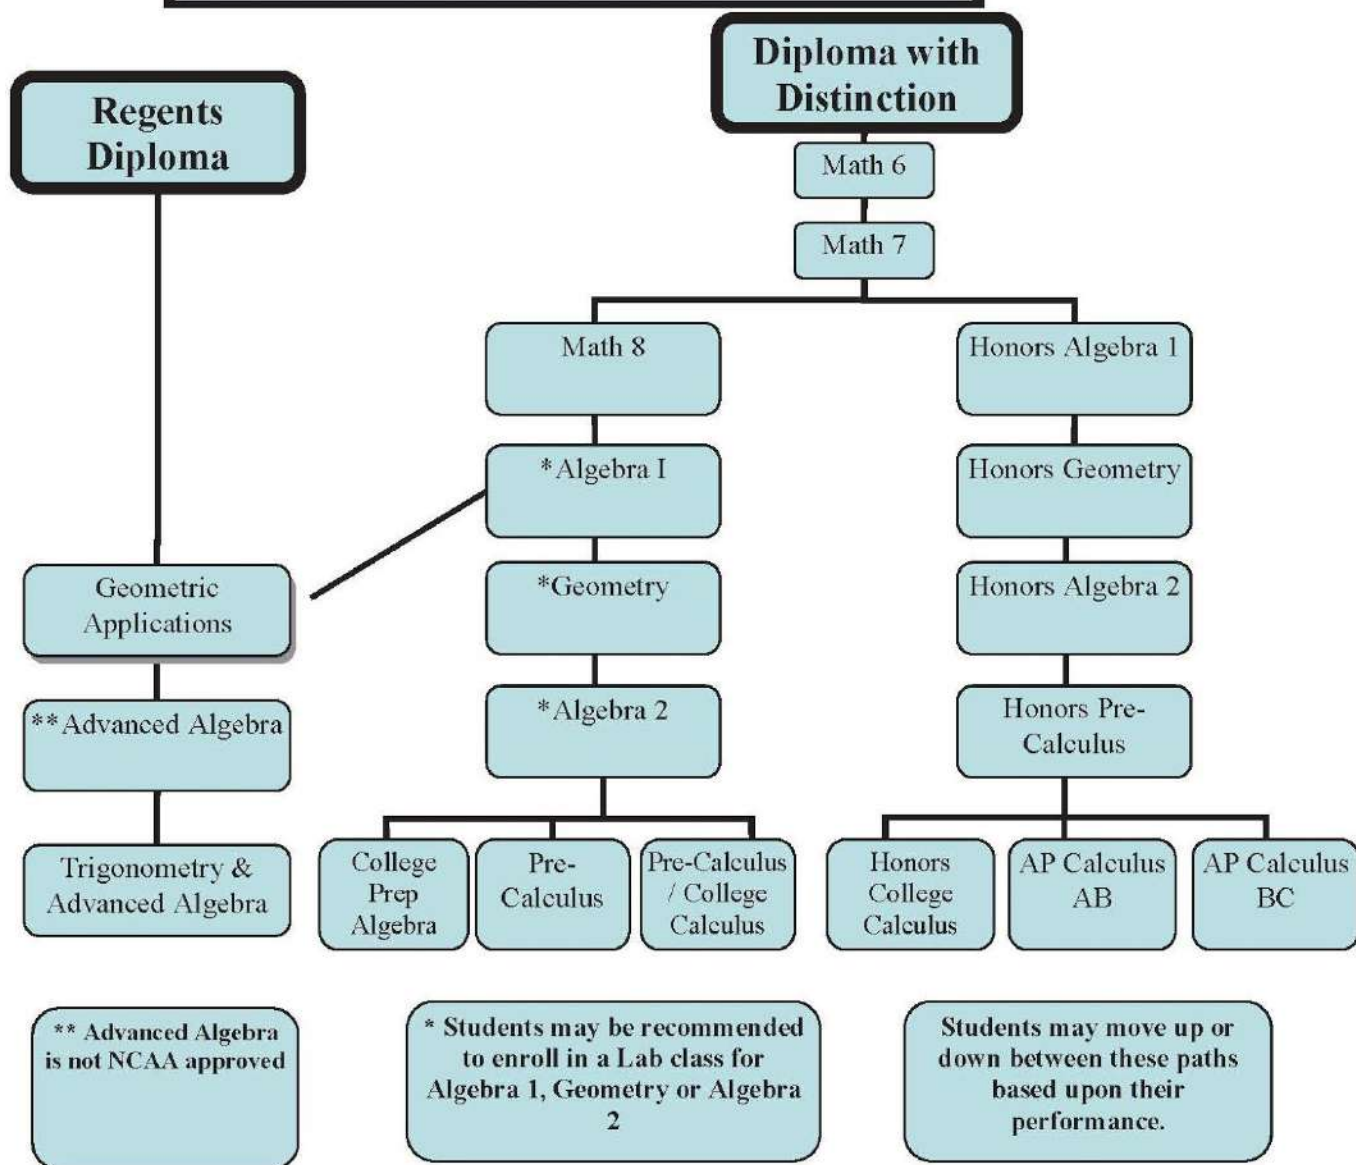 Diploma with
Distinction
Regents
Diploma
Math 6
Math 7
Math 8
Honors Algebra 1
*Algebra I
Honors Geometry
Geometric
Applications
*Geometry
Honors Algebra 2
**Advanced Algebra
*Algebra 2
Honors Pre-
Calculus
Trigonometry &
Advanced Algebra
College
Prep
Algebra
Pre-
Calculus
Pre-Calculus
/ College
Calculus
Honors
College
Calculus
AP Calculus
AB
AP Calculus
BC
** Advanced Algebra
is not NCAA approved
* Students may be recommended
to enroll in a Lab class for
Algebra 1, Geometry or Algebra
2
Students may move up or
down between these paths
based upon their
performance.